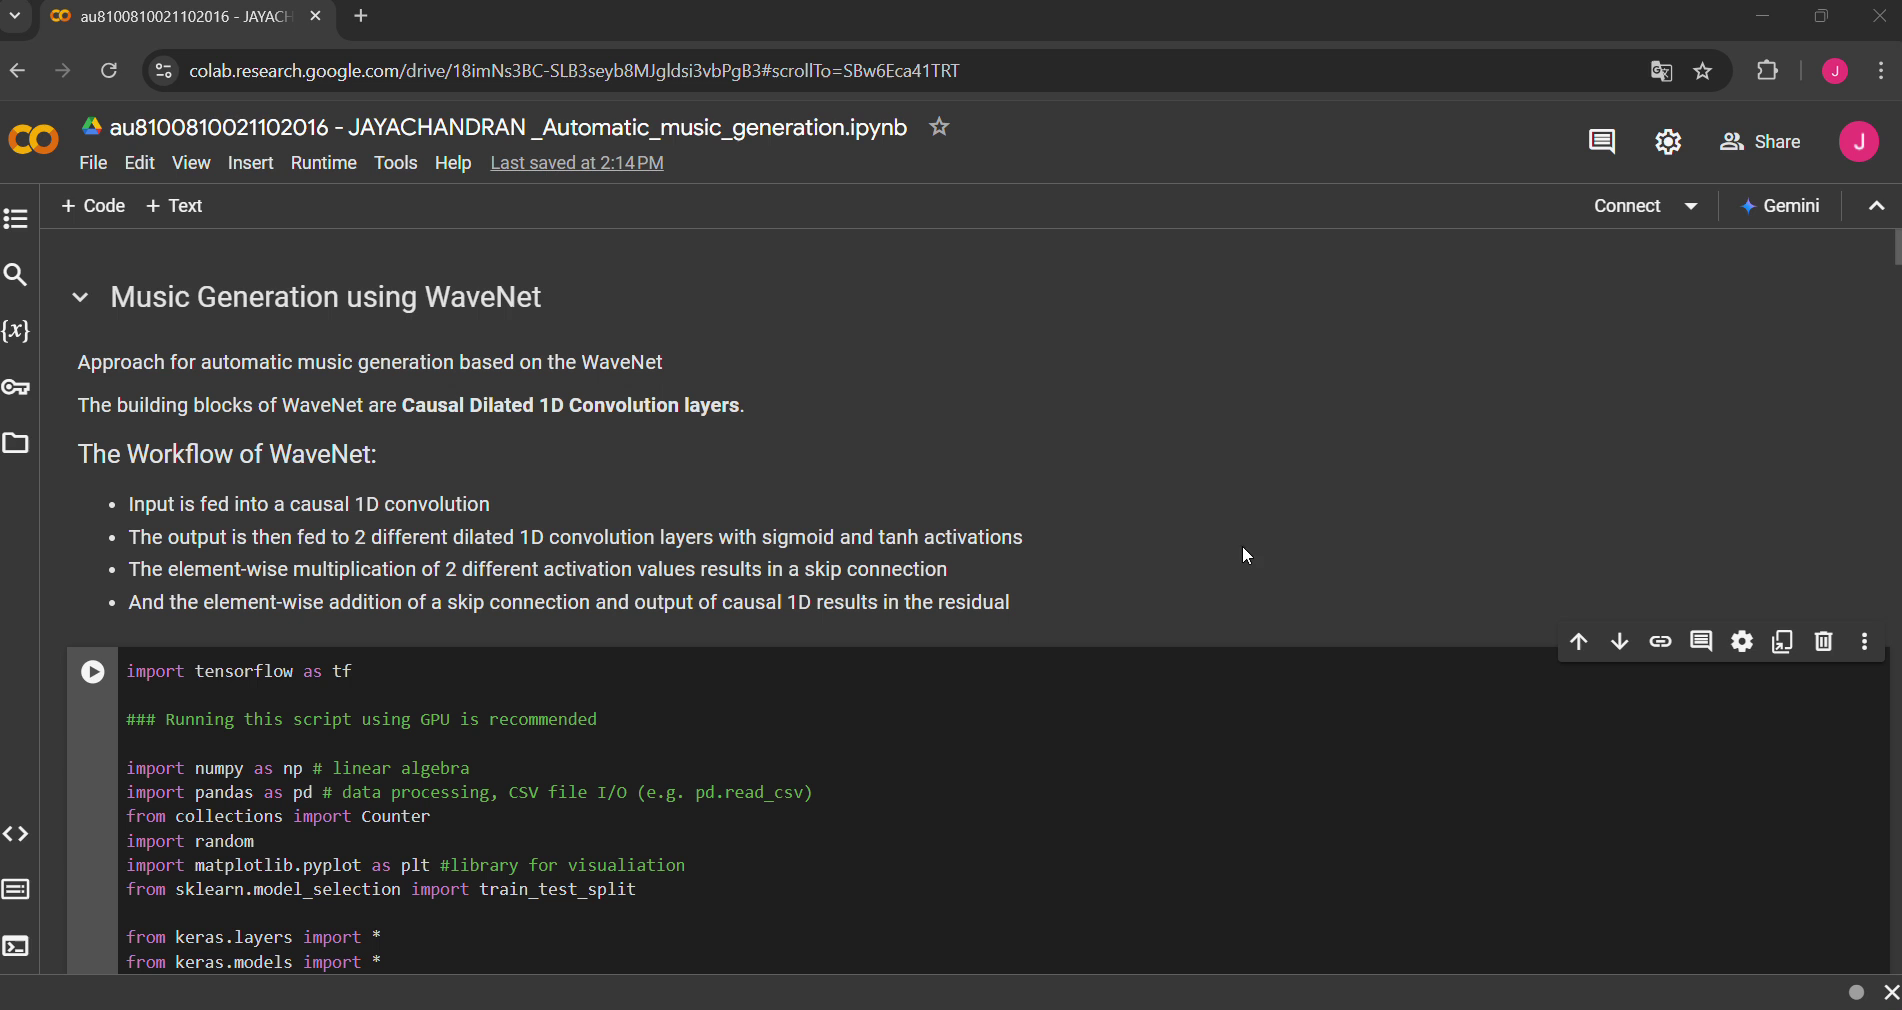 au8100810021102016 - JAYACH
colab.research.google.com/drive/18imNs3BC-SLB3seyb8MJgldsi3vbPgB3#scrollTo=SBw6Eca41TRT
J
au8100810021102016 - JAYACHANDRAN _Automatic_music_generation.ipynb
File Edit View Insert Runtime Tools Help Last saved at 2:14 PM
Share
J
+ Code + Text
Connect
Gemini
Music Generation using WaveNet
{x}
Approach for automatic music generation based on the WaveNet
The building blocks of WaveNet are Causal Dilated 1D Convolution layers.
The Workflow of WaveNet:
• Input is fed into a causal 1D convolution
• The output is then fed to 2 different dilated 1D convolution layers with sigmoid and tanh activations
• The element-wise multiplication of 2 different activation values results in a skip connection
• And the element-wise addition of a skip connection and output of causal 1D results in the residual
import tensorflow as tf
### Running this script using GPU is recommended
import numpy as np # linear algebra
import pandas as pd # data processing, CSV file I/O (e.g. pd.read_csv)
from collections import Counter
import random
import matplotlib.pyplot as plt #library for visualiation
from sklearn.model_selection import train_test_split
from keras.layers import *
from keras.models import *